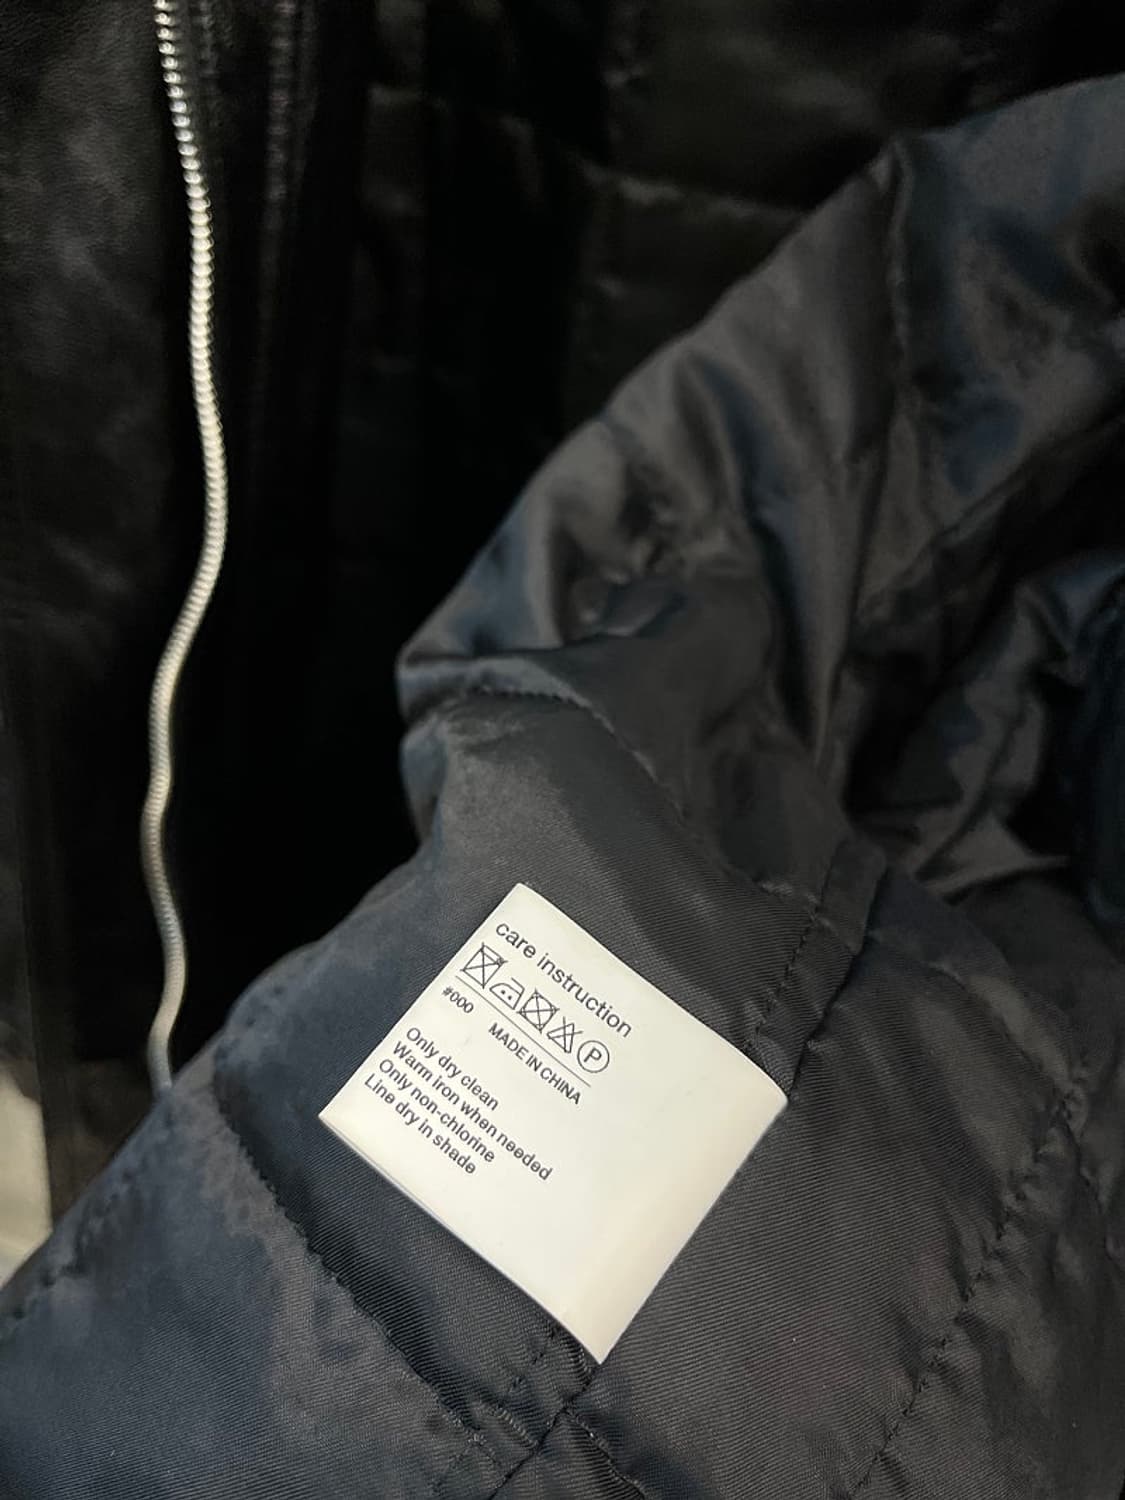 care instruction
P
#000 MADE IN CHINA
Only dry clean
Warm iron when needed
Only non-chlorine
Line dry in shade